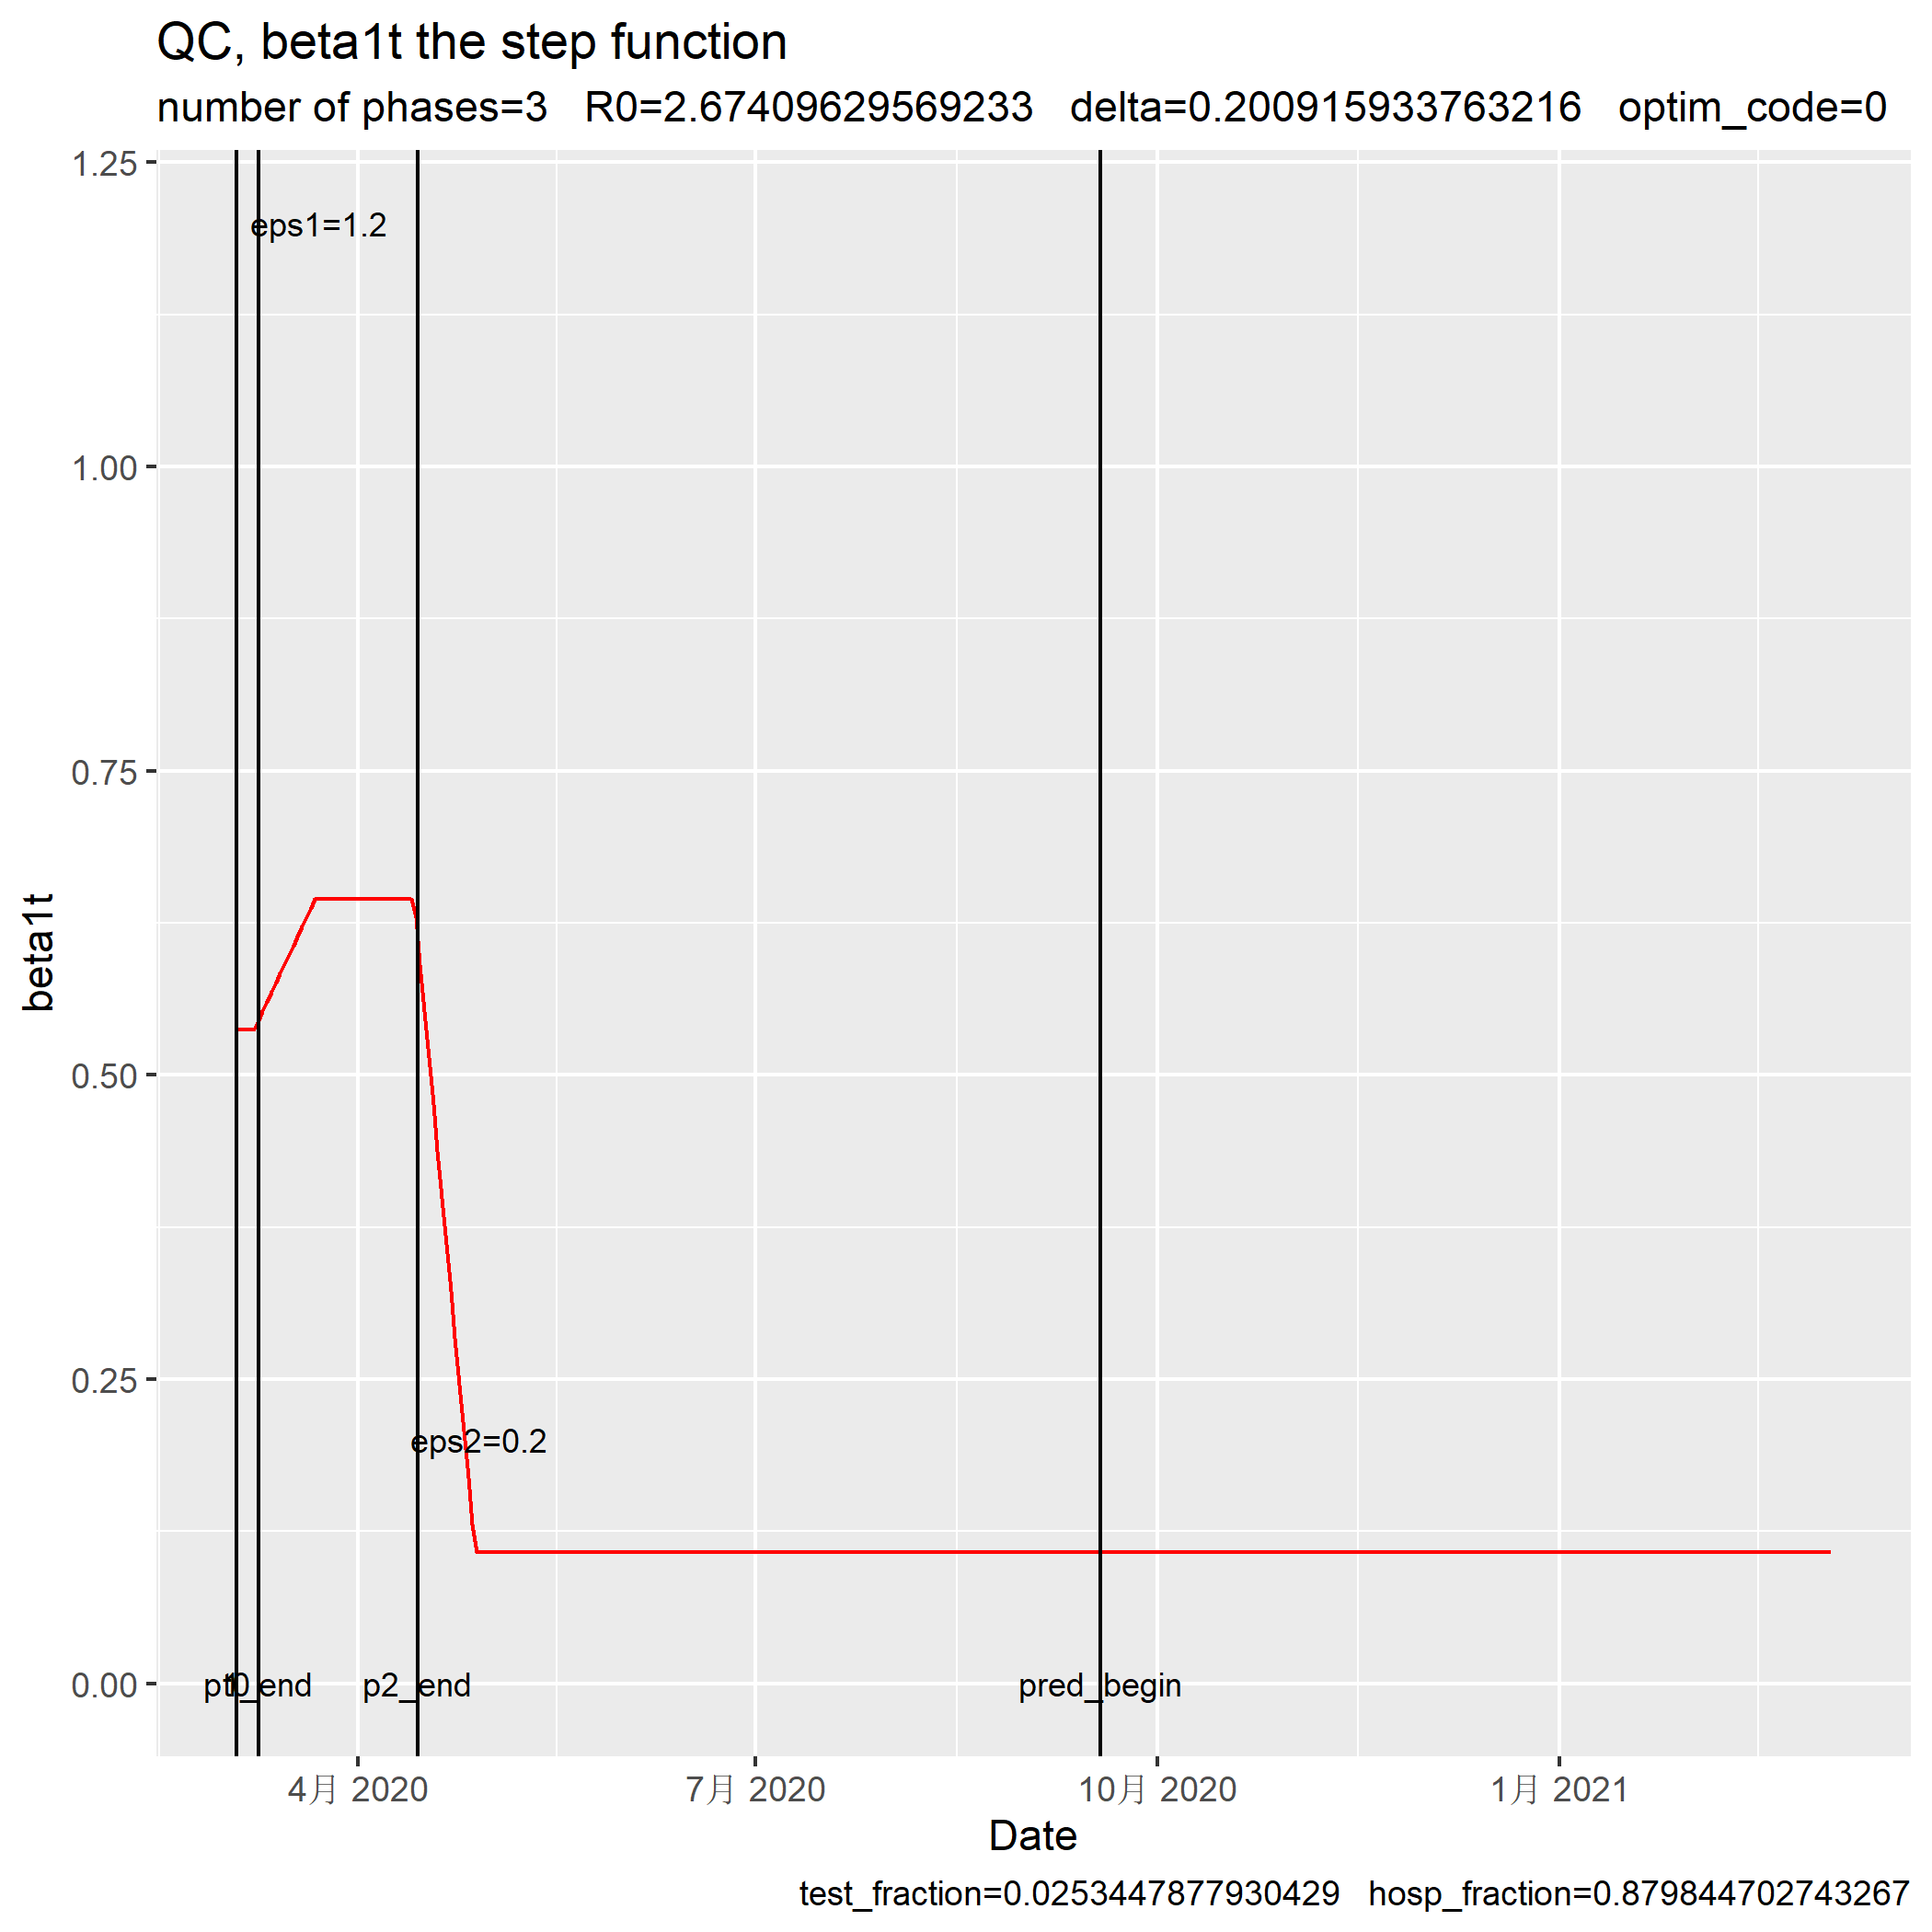 QC, beta1t the step function
number of phases=3 R0=2.67409629569233 delta=0.200915933763216 optim_code=0
1.25
eps1=1.2
1.00
0.75
beta1t
0.50
0.25
eps2=0.2
0.00
p2_end
pred_begin
4月 2020
7月 2020
10月 2020
1月 2021
Date
test_fraction=0.0253447877930429 hosp_fraction=0.879844702743267